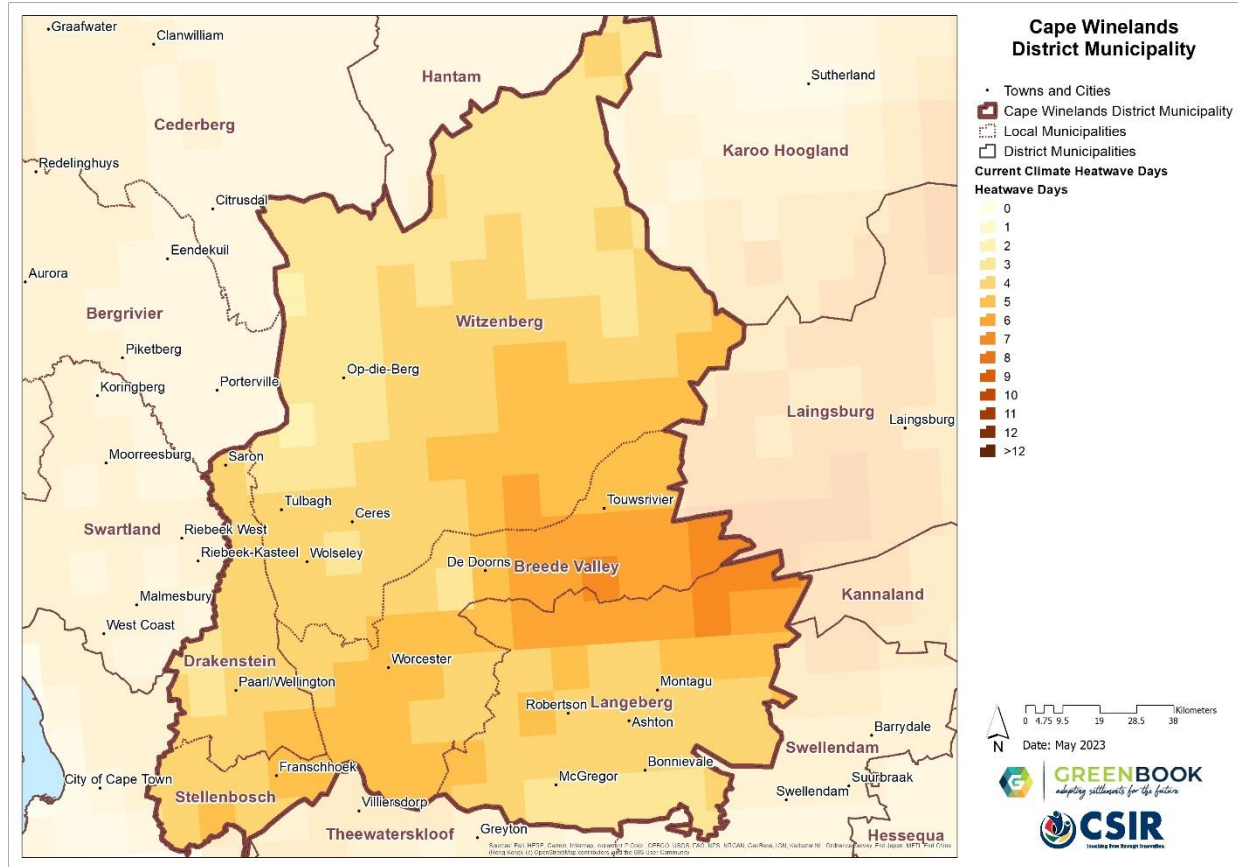 Graafwater
Clanwilliam
Hantam
Sutherland
Cederberg
Karoo Hoogland
Redelinghuys
Citrusdal
Eendekuil
Aurora
Bergrivier
Witzenberg
Piketberg
Op-die-Berg
Koringberg
Porterville
Laingsburg
Laingsburg
Moorreesburg
Saron
Tulbagh
Ceres
Touwsrivier
Swartland
Riebeek West
Riebeek-Kasteel
Wolseley
De Doorns
Breede Valley
Malmesbury
Kannaland
West Coast
Drakenstein
Worcester
Paarl/Wellington
Montagu
Robertson
Langeberg
Ashton
Barrydale
Swellendam
Bonnievale
City of Cape Town
Franschhoek
McGregor
Suurbraak
Stellenbosch
Villiersdorp
Swellendam
Theewaterskloof
Greyton
Hessequa
Cape Winelands
District Municipality
Towns and Cities
Cape Winelands District Municipality
Local Municipalities
District Municipalities
Current Climate Heatwave Days
Heatwave Days
0
1
2
3
4
5
6
7
8
9
10
11
12
>12
Kilometers
0 4.75 9.5 19 28.5 38
N
Date: May 2023
G
GREENBOOK
adapting settlements for the future
CSIR
Touching lives through innovation